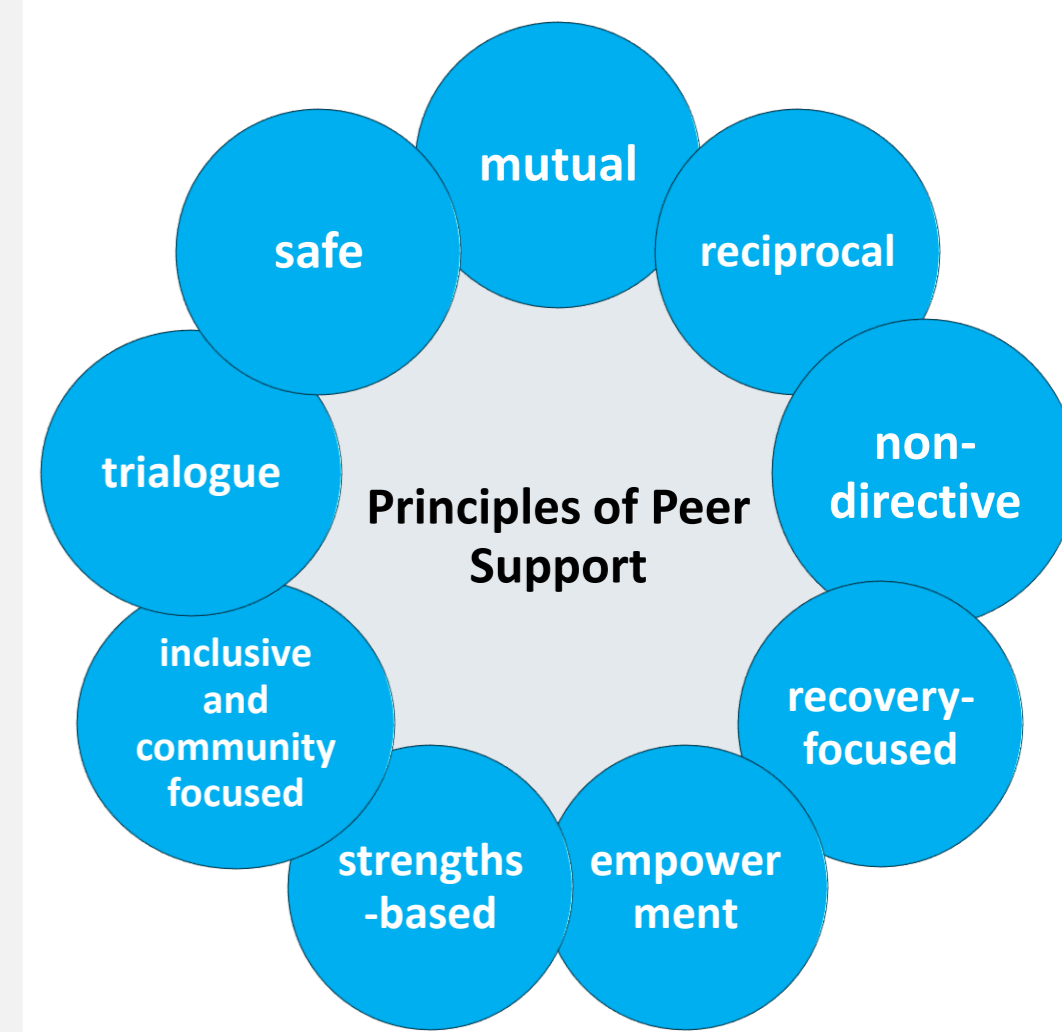 mutual
reciprocal
non-
directive
recovery-
focused
empower
ment
strengths
-based
inclusive
and
community
focused
trialogue
safe
Principles of Peer
Support